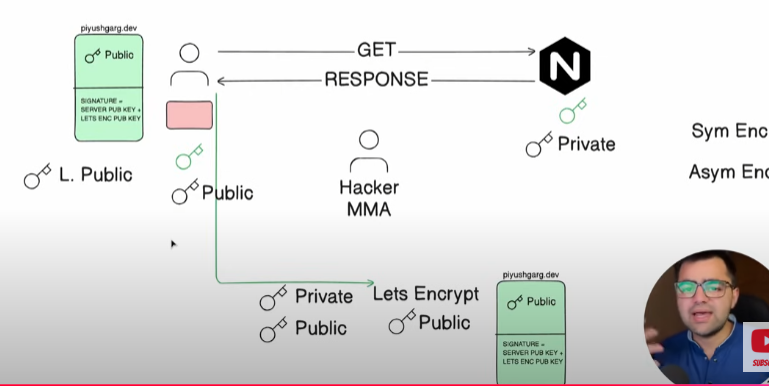 piyushgarg.dev
Public
SIGNATURE =
SERVER PUB KEY +
LETS ENC PUB KEY
GET
RESPONSE
N
Private
Sym Enc
Asym Enc
L. Public
Public
Hacker
MMA
Private
Public
Lets Encrypt
Public
piyushgarg.dev
Public
SIGNATURE =
SERVER PUB KEY +
LETS ENC PUB KEY
SUBSC